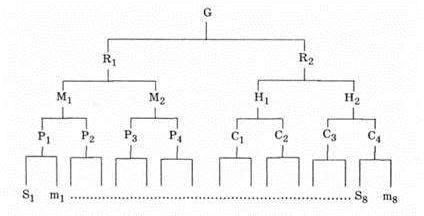 G
R₁ R₂
M₁ M₂ H₁ H₂
P₁ P₂ P₃ P₄ C₁ C₂ C₃ C₄
S₁ m₁ ........................................ S₈ m₈